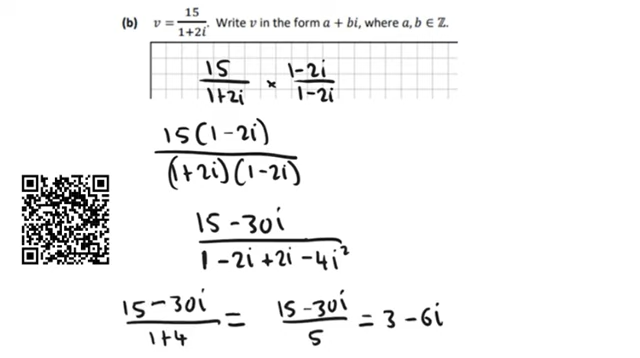 (b) v = 15/(1+2i). Write v in the form a + bi, where a, b ∈ ℤ.
15/(1+2i) × (1-2i)/(1-2i)
15(1-2i)/((1+2i)(1-2i))
(15-30i)/(1-2i+2i-4i²)
(15-30i)/(1+4) = (15-30i)/5 = 3-6i